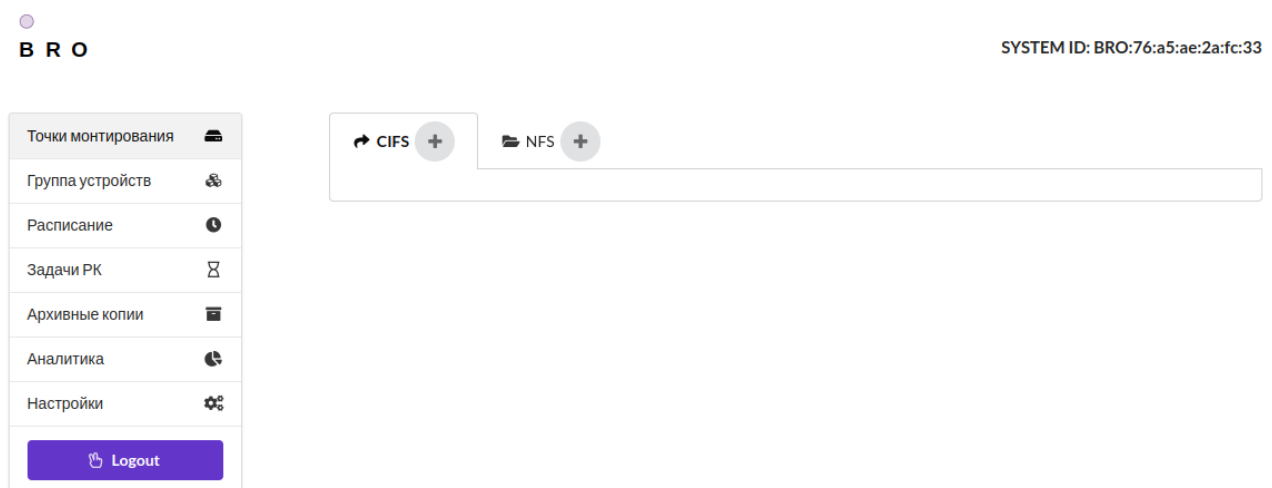 B R O
SYSTEM ID: BRO:76:a5:ae:2a:fc:33
Точки монтирования
Группа устройств
Расписание
Задачи РК
Архивные копии
Аналитика
Настройки
Logout
CIFS
NFS